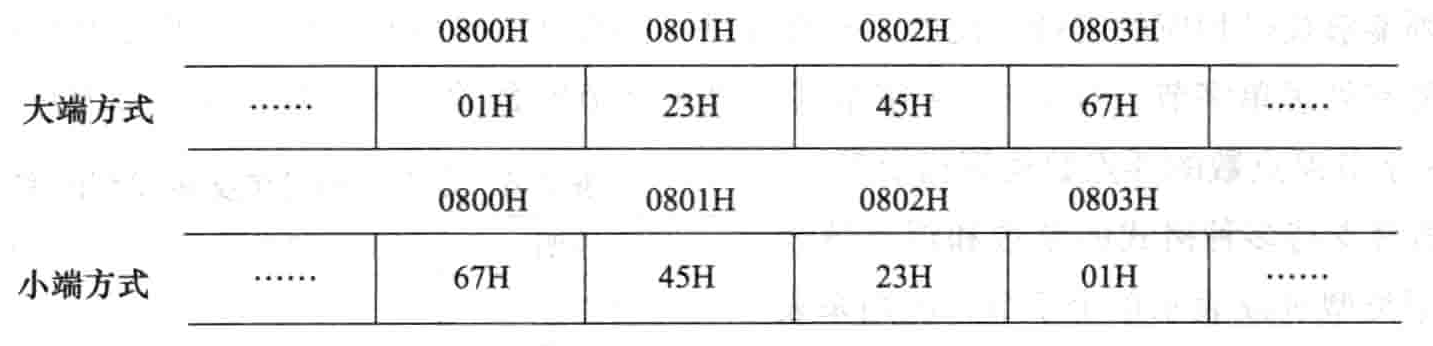 0800H 0801H 0802H 0803H
大端方式 …… 01H 23H 45H 67H ……
0800H 0801H 0802H 0803H
小端方式 …… 67H 45H 23H 01H ……